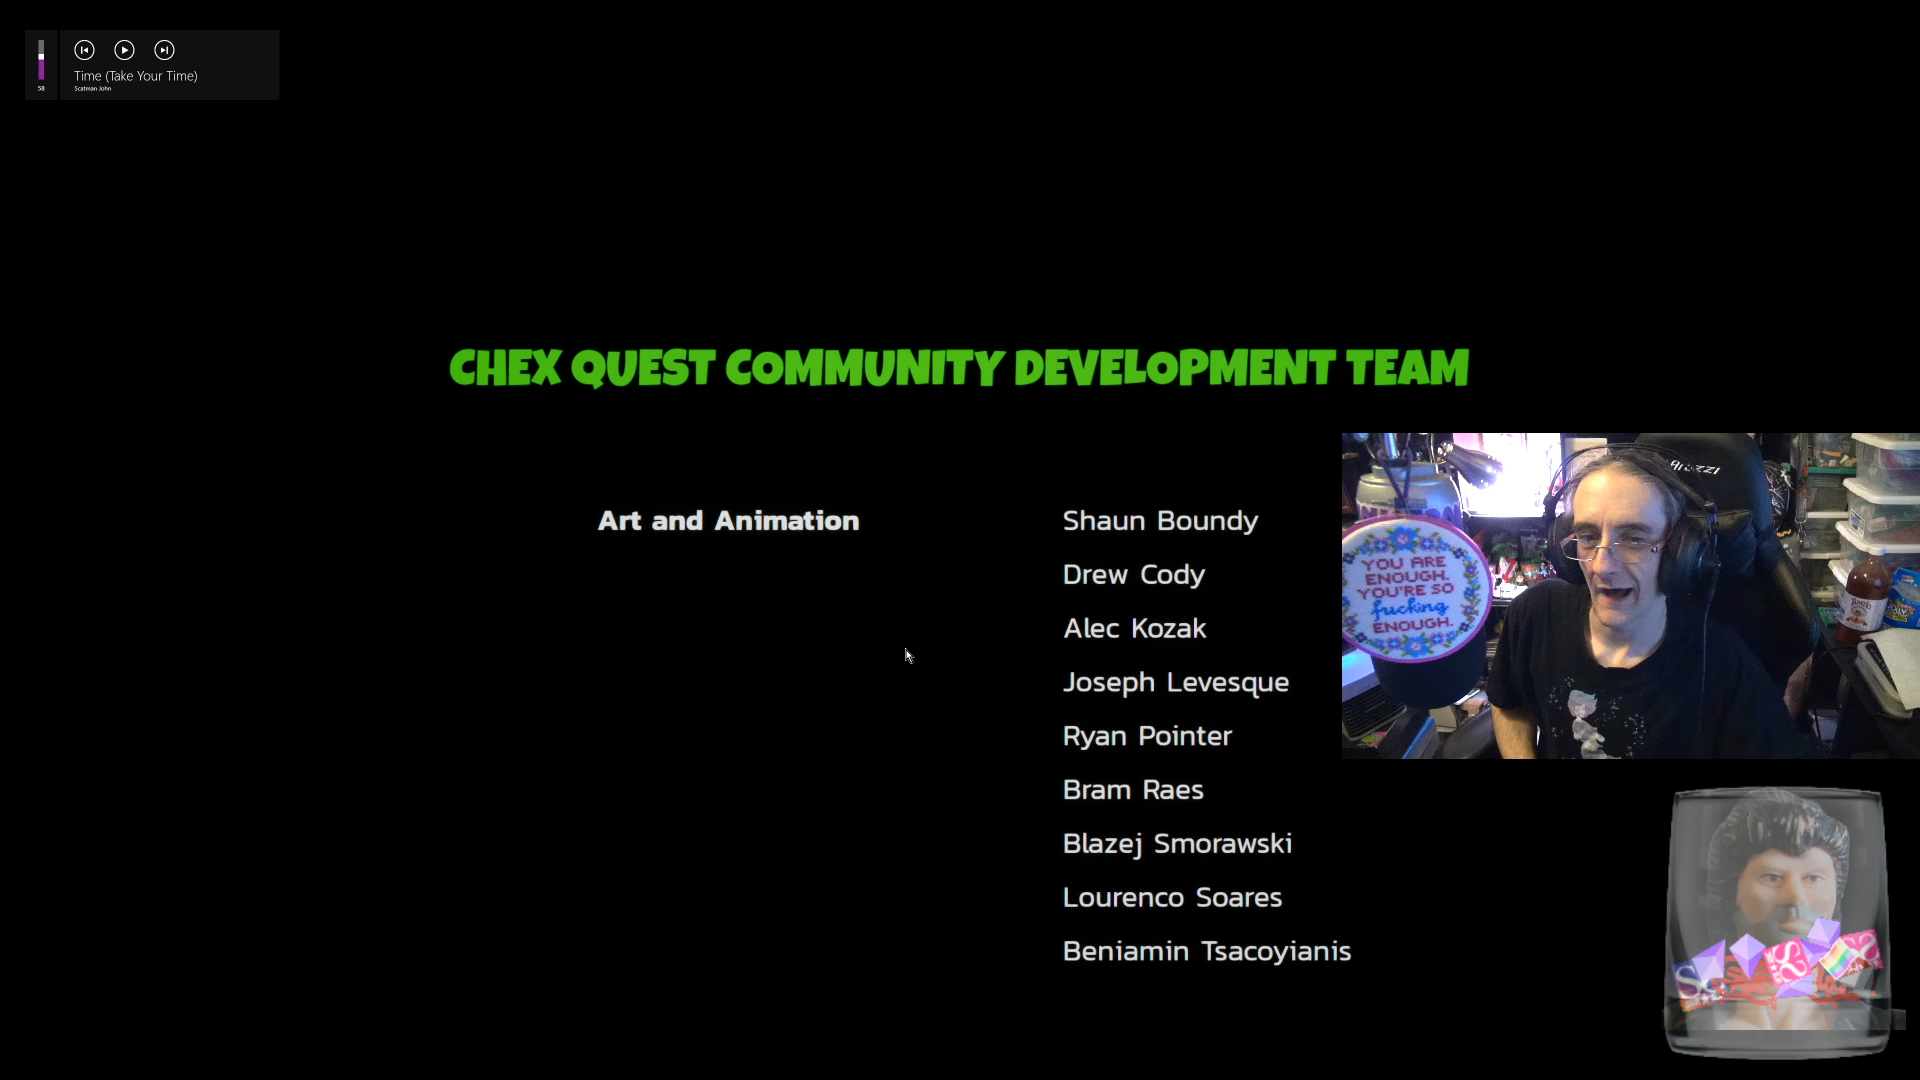 Time (Take Your Time)
58
Scatman John
CHEX QUEST COMMUNITY DEVELOPMENT TEAM
Art and Animation
Shaun Boundy
Drew Cody
Alec Kozak
Joseph Levesque
Ryan Pointer
Bram Raes
Blazej Smorawski
Lourenco Soares
Beniamin Tsacoyianis
YOU ARE
ENOUGH.
YOU'RE SO
fucking
ENOUGH.